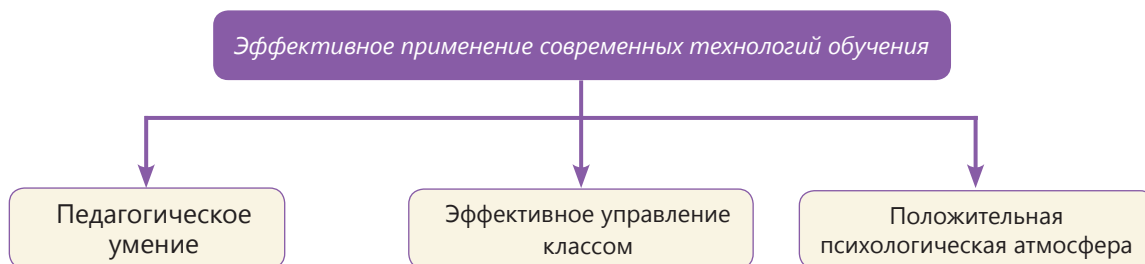 Эффективное применение современных технологий обучения
Педагогическое
умение
Эффективное управление
классом
Положительная
психологическая атмосфера